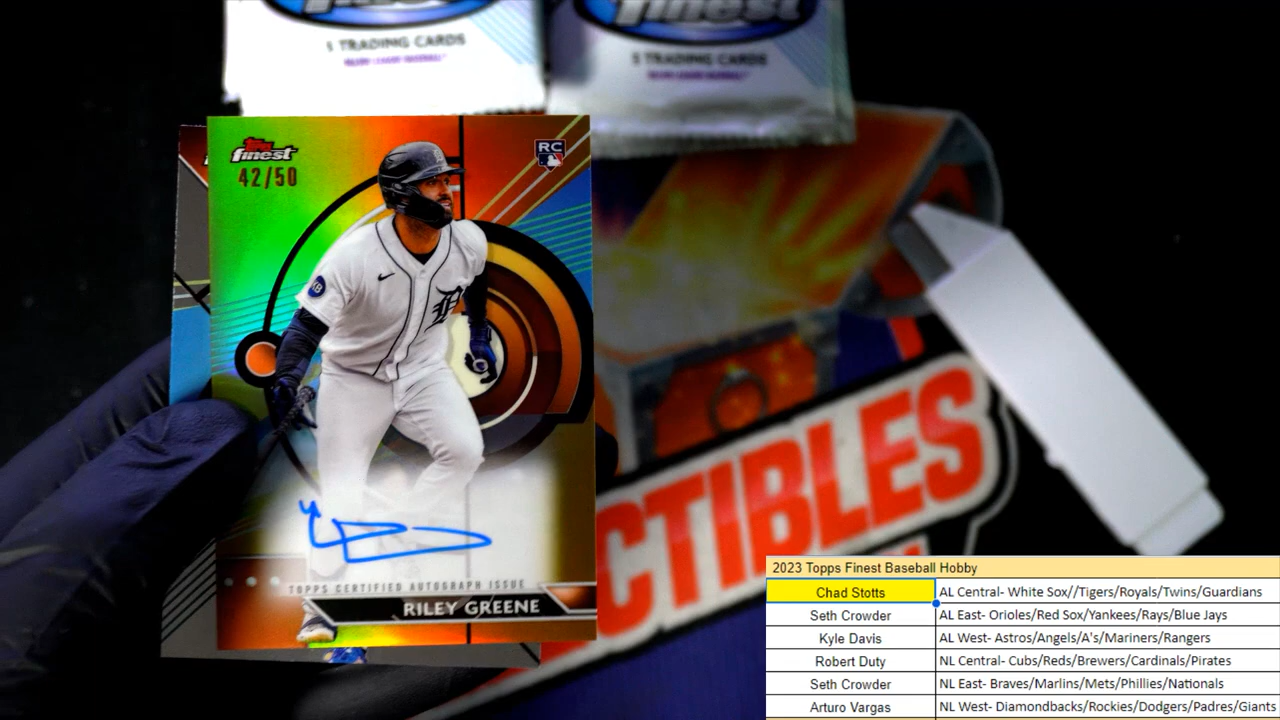 finest
finest
1 TRADING CARDS
3 TRADING CARDS
Topps
finest
42/50
RC
D
TOPPS CERTIFIED AUTOGRAPH ISSUE
RILEY GREENE
CTIBLES
2023 Topps Finest Baseball Hobby
Chad Stotts AL Central- White Sox//Tigers/Royals/Twins/Guardians
Seth Crowder AL East- Orioles/Red Sox/Yankees/Rays/Blue Jays
Kyle Davis AL West- Astros/Angels/A's/Mariners/Rangers
Robert Duty NL Central- Cubs/Reds/Brewers/Cardinals/Pirates
Seth Crowder NL East- Braves/Marlins/Mets/Phillies/Nationals
Arturo Vargas NL West- Diamondbacks/Rockies/Dodgers/Padres/Giants